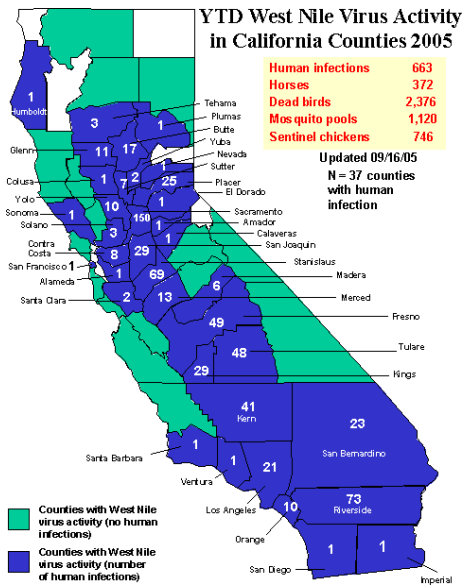 YTD West Nile Virus Activity
in California Counties 2005
Human infections 663
Horses 372
Dead birds 2,376
Mosquito pools 1,120
Sentinel chickens 746
Updated 09/16/05
N = 37 counties
with human
infection
1
Humboldt
Tehama
3
Plumas
1
Butte
Glenn
11
17
Yuba
Nevada
1
Colusa
1
7
2
Sutter
25
Placer
El Dorado
Yolo
10
1
Sonoma
1
150
Sacramento
Solano
3
1
Amador
Calaveras
1
San Joaquin
Contra
Costa
8
29
Stanislaus
San Francisco 1
Alameda
1
69
Madera
6
Santa Clara
2
13
Merced
49
Fresno
48
Tulare
29
Kings
41
Kern
23
San Bernardino
1
Santa Barbara
1
Ventura
21
Los Angeles
10
Orange
73
Riverside
1
San Diego
1
Imperial
Counties with West Nile
virus activity (no human
infections)
Counties with West Nile
virus activity (number
of human infections)